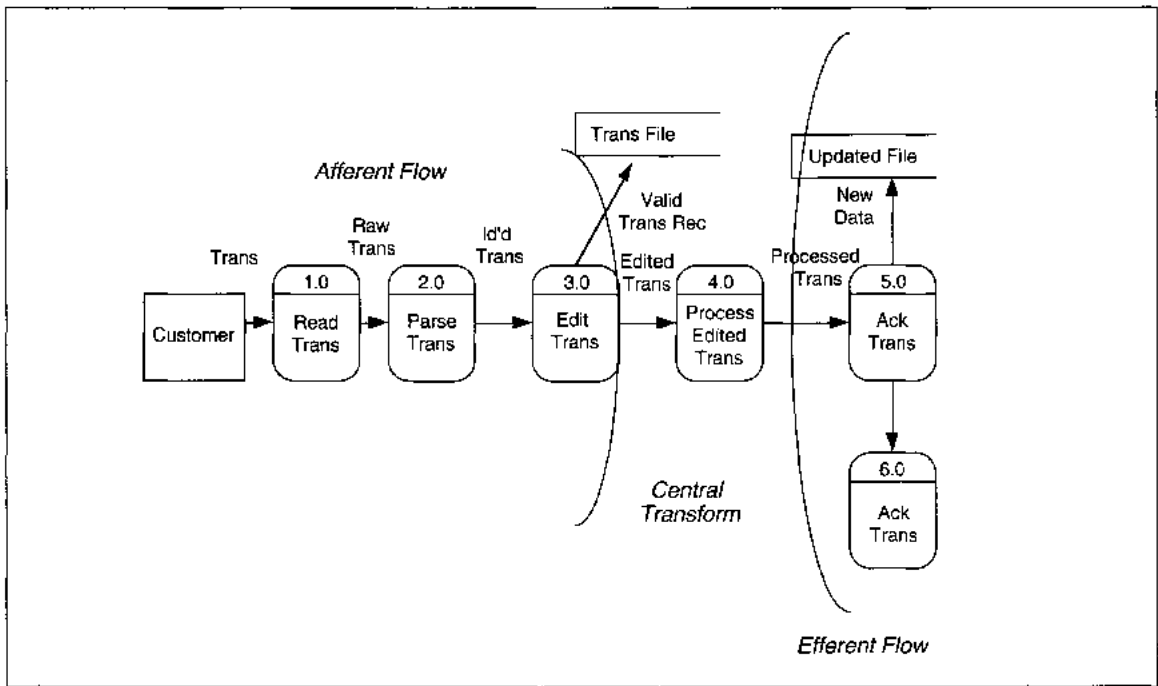 Trans File
Updated File
Afferent Flow
Valid
Trans Rec
New
Data
Raw
Trans
Id'd
Trans
Trans
Edited
Trans
Processed
Trans
Customer
1.0
Read
Trans
2.0
Parse
Trans
3.0
Edit
Trans
4.0
Process
Edited
Trans
5.0
Ack
Trans
6.0
Ack
Trans
Central
Transform
Efferent Flow